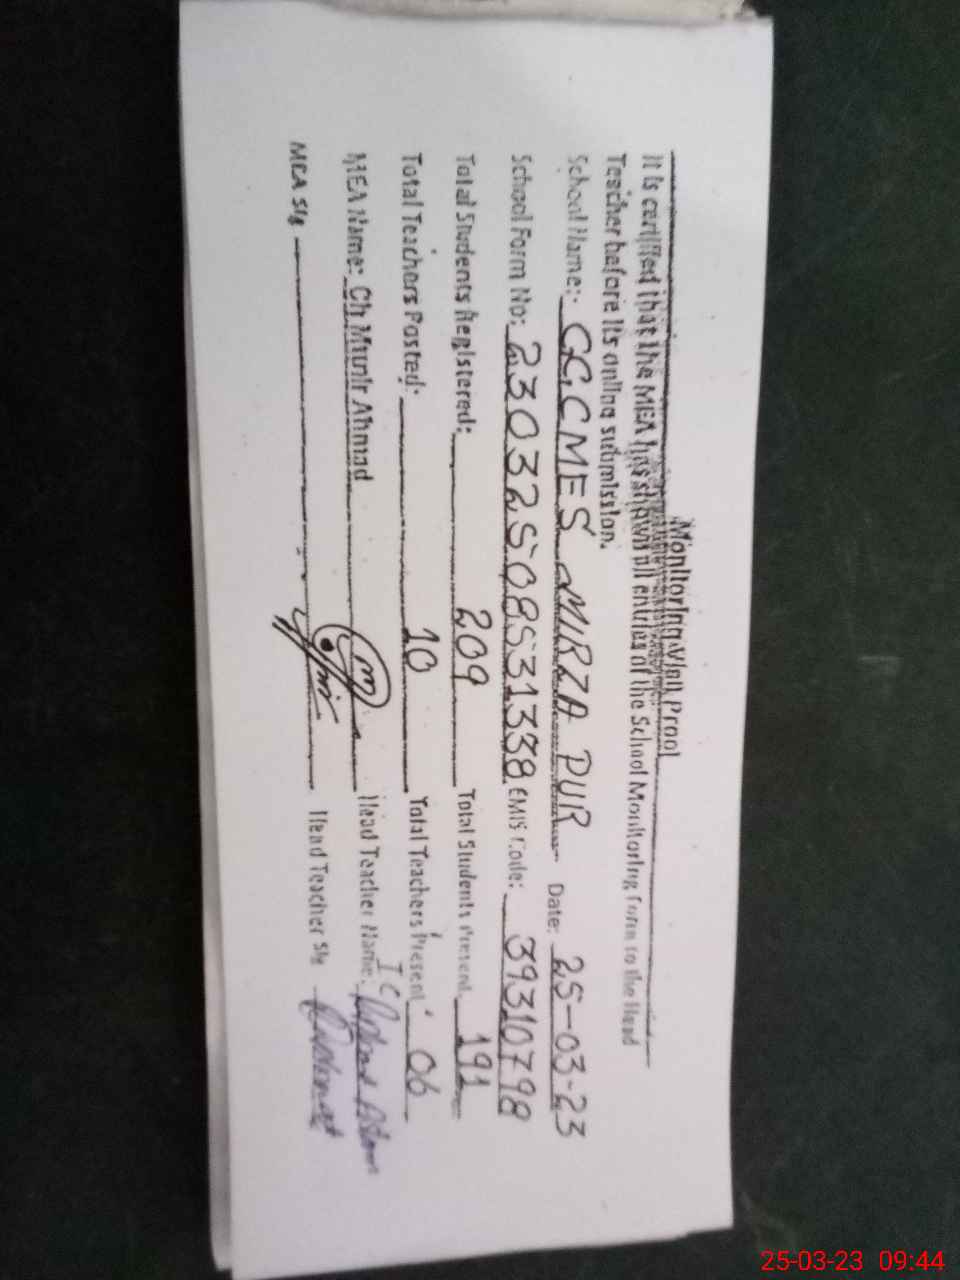 Monitoring Visit Proof
It is certified that the MEA has shown all entries of the School Monitoring Form to the Head
Teacher before its online submission.
School Name:- GGCMES MIRZA PUR Date: 25-03-23
School Form No: 230325-08531338 EMIS Code: 39310798
Total Students Registered: 209 Total Students Present 191
Total Teachers Posted: 10 Total Teachers Present 06
MEA Name: Ch Munir Ahmad Head Teacher Name: I C
MEA Sig Head Teacher Sig
25-03-23 09:44